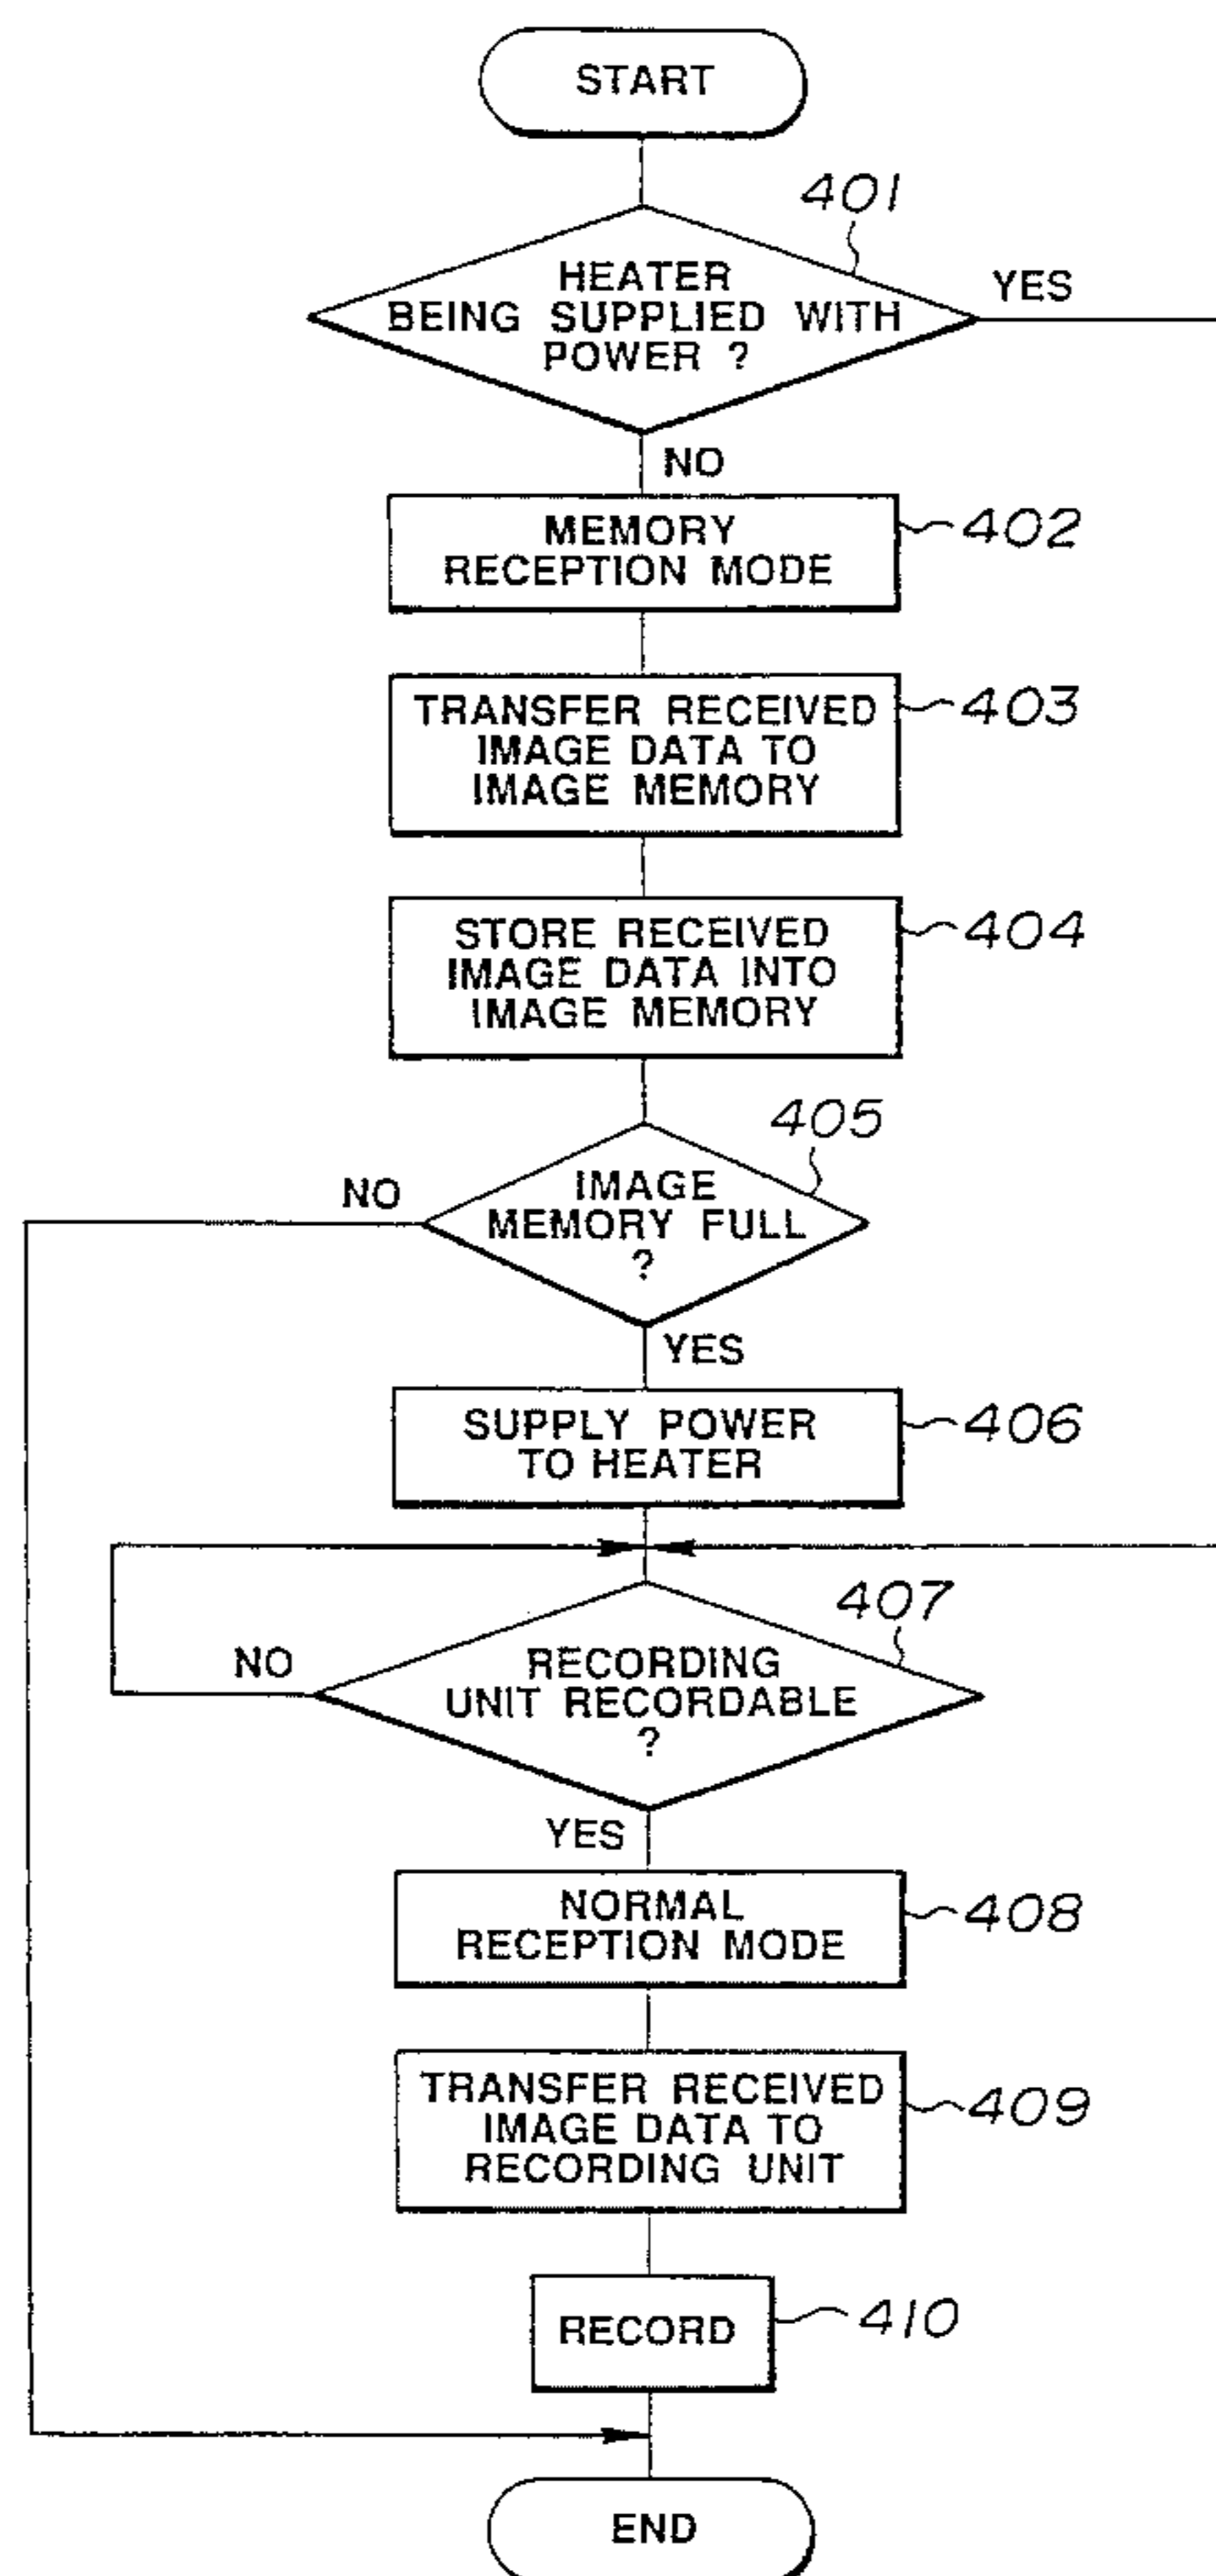 START
401
HEATER
BEING SUPPLIED WITH
POWER ?
YES
NO
MEMORY
RECEPTION MODE
402
TRANSFER RECEIVED
IMAGE DATA TO
IMAGE MEMORY
403
STORE RECEIVED
IMAGE DATA INTO
IMAGE MEMORY
404
405
NO
IMAGE
MEMORY FULL
?
YES
SUPPLY POWER
TO HEATER
406
407
NO
RECORDING
UNIT RECORDABLE
?
YES
NORMAL
RECEPTION MODE
408
TRANSFER RECEIVED
IMAGE DATA TO
RECORDING UNIT
409
RECORD
410
END